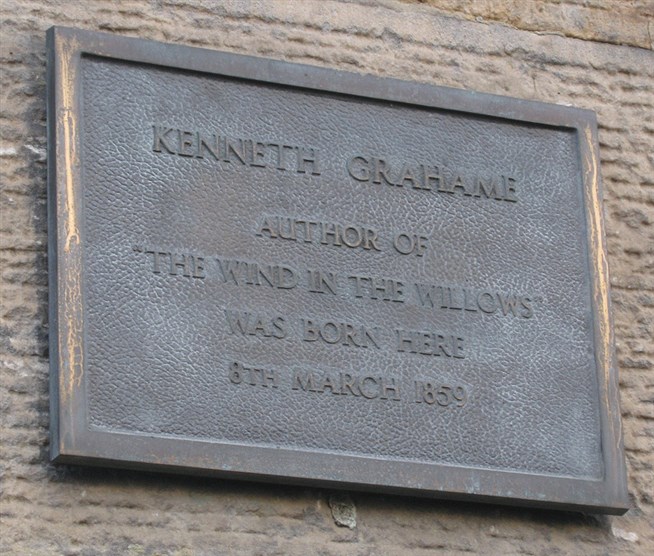 KENNETH GRAHAME
AUTHOR OF
"THE WIND IN THE WILLOWS"
WAS BORN HERE
8TH MARCH 1859